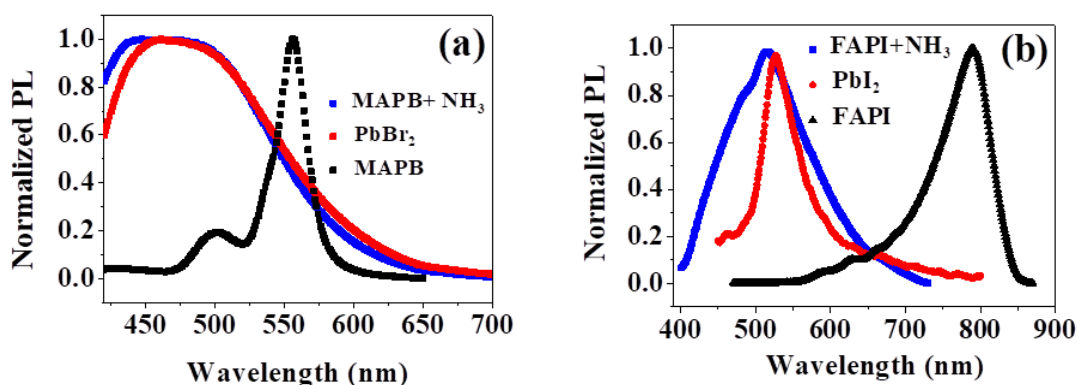 (a)
Normalized PL
1.0
0.8
0.6
0.4
0.2
0.0
MAPB+ NH₃
PbBr₂
MAPB
450 500 550 600 650 700
Wavelength (nm)
(b)
Normalized PL
1.0
0.8
0.6
0.4
0.2
0.0
FAPI+NH₃
PbI₂
FAPI
400 500 600 700 800 900
Wavelength (nm)